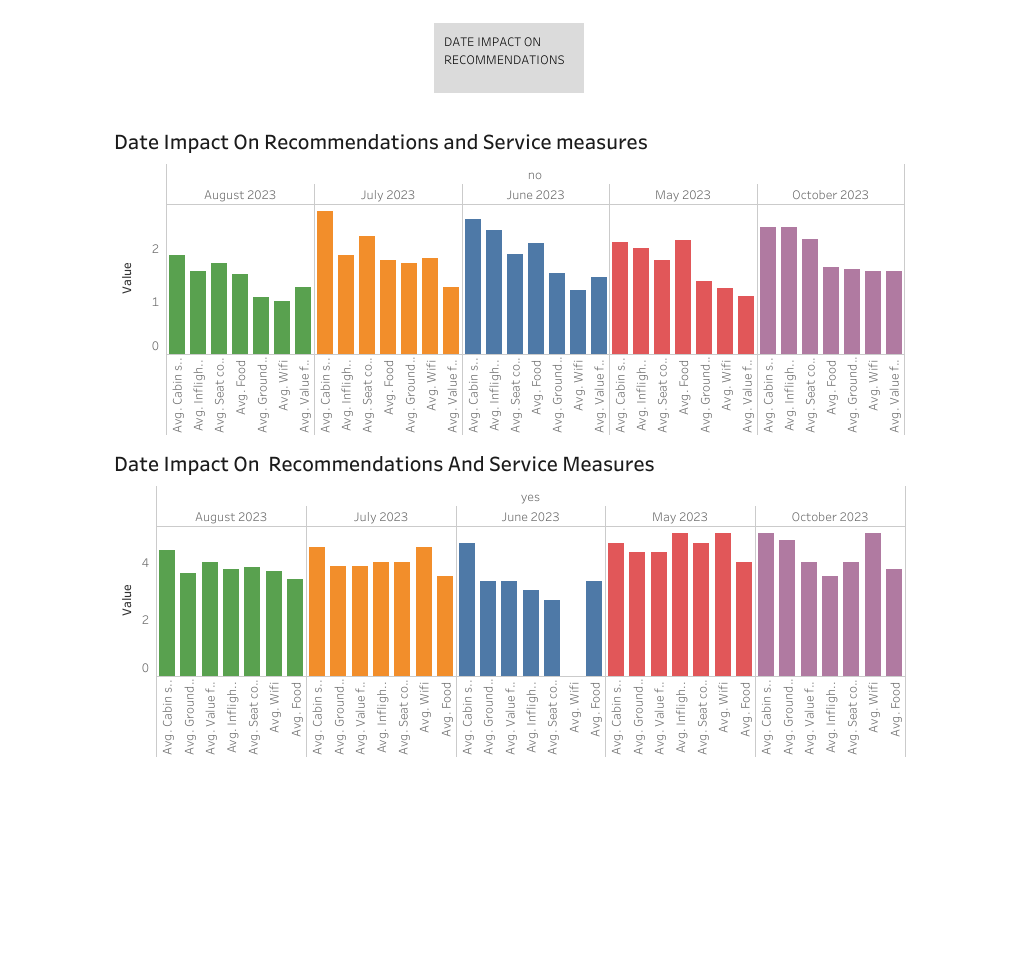 DATE IMPACT ON
RECOMMENDATIONS
Date Impact On Recommendations and Service measures
no
August 2023 July 2023 June 2023 May 2023 October 2023
Value
2
1
0
Avg. Cabin s.. Avg. Infligh.. Avg. Seat co.. Avg. Food Avg. Ground.. Avg. Wifi Avg. Value f.. Avg. Cabin s.. Avg. Infligh.. Avg. Seat co.. Avg. Food Avg. Ground.. Avg. Wifi Avg. Value f.. Avg. Cabin s.. Avg. Infligh.. Avg. Seat co.. Avg. Food Avg. Ground.. Avg. Wifi Avg. Value f.. Avg. Cabin s.. Avg. Infligh.. Avg. Seat co.. Avg. Food Avg. Ground.. Avg. Wifi Avg. Value f.. Avg. Cabin s.. Avg. Infligh.. Avg. Seat co.. Avg. Food Avg. Ground.. Avg. Wifi Avg. Value f..
Date Impact On  Recommendations And Service Measures
yes
August 2023 July 2023 June 2023 May 2023 October 2023
Value
4
2
0
Avg. Cabin s.. Avg. Ground.. Avg. Value f.. Avg. Infligh.. Avg. Seat co.. Avg. Wifi Avg. Food Avg. Cabin s.. Avg. Ground.. Avg. Value f.. Avg. Infligh.. Avg. Seat co.. Avg. Wifi Avg. Food Avg. Cabin s.. Avg. Ground.. Avg. Value f.. Avg. Infligh.. Avg. Seat co.. Avg. Wifi Avg. Food Avg. Cabin s.. Avg. Ground.. Avg. Value f.. Avg. Infligh.. Avg. Seat co.. Avg. Wifi Avg. Food Avg. Cabin s.. Avg. Ground.. Avg. Value f.. Avg. Infligh.. Avg. Seat co.. Avg. Wifi Avg. Food